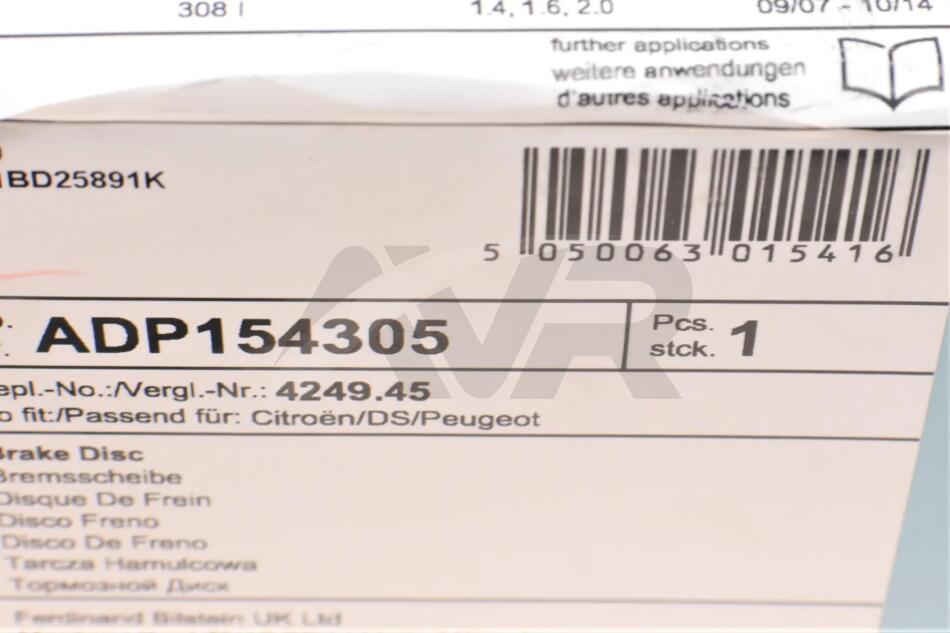 308 I 1.4, 1.6, 2.0 09/07 - 10/14
further applications
weitere anwendungen
d'autres applications
BD25891K
5 050063 015416
AVR
ADP154305
Pcs. 1
stck.
epl.-No.:/Vergl.-Nr.: 4249.45
o fit:/Passend für: Citroën/DS/Peugeot
Brake Disc
Bremsscheibe
Disque De Frein
Disco Freno
Disco De Freno
Tarcza Hamulcowa
Тормозной Диск
Ferdinand Bilstein UK Ltd